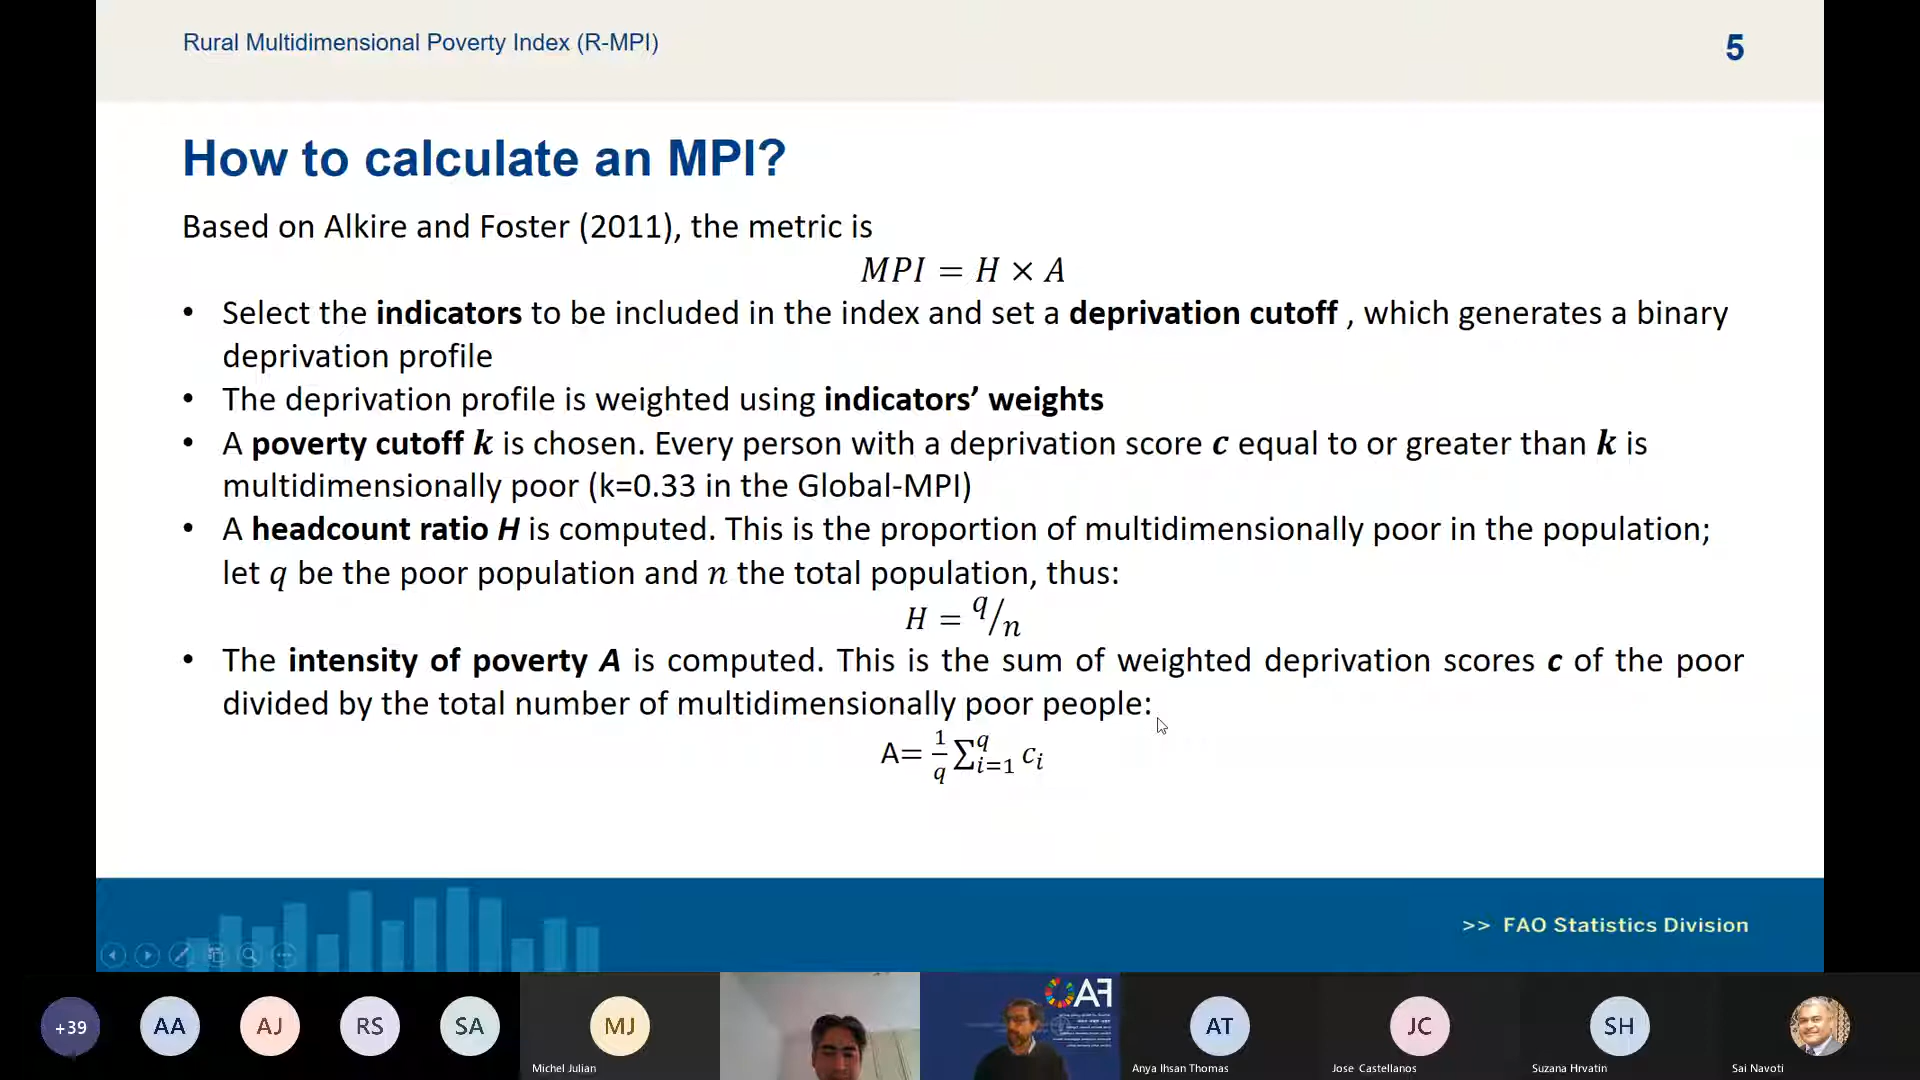 Rural Multidimensional Poverty Index (R-MPI)
5
How to calculate an MPI?
Based on Alkire and Foster (2011), the metric is
MPI = H × A
• Select the indicators to be included in the index and set a deprivation cutoff , which generates a binary
deprivation profile
• The deprivation profile is weighted using indicators’ weights
• A poverty cutoff k is chosen. Every person with a deprivation score c equal to or greater than k is
multidimensionally poor (k=0.33 in the Global-MPI)
• A headcount ratio H is computed. This is the proportion of multidimensionally poor in the population;
let q be the poor population and n the total population, thus:
H = q/n
• The intensity of poverty A is computed. This is the sum of weighted deprivation scores c of the poor
divided by the total number of multidimensionally poor people:
A= 1/q ∑ q i=1 cᵢ
>> FAO Statistics Division
+39
AA
AJ
RS
SA
MJ
FAO
AT
JC
SH
Michel Julian
Anya Ihsan Thomas
Jose Castellanos
Suzana Hrvatin
Sai Navoti